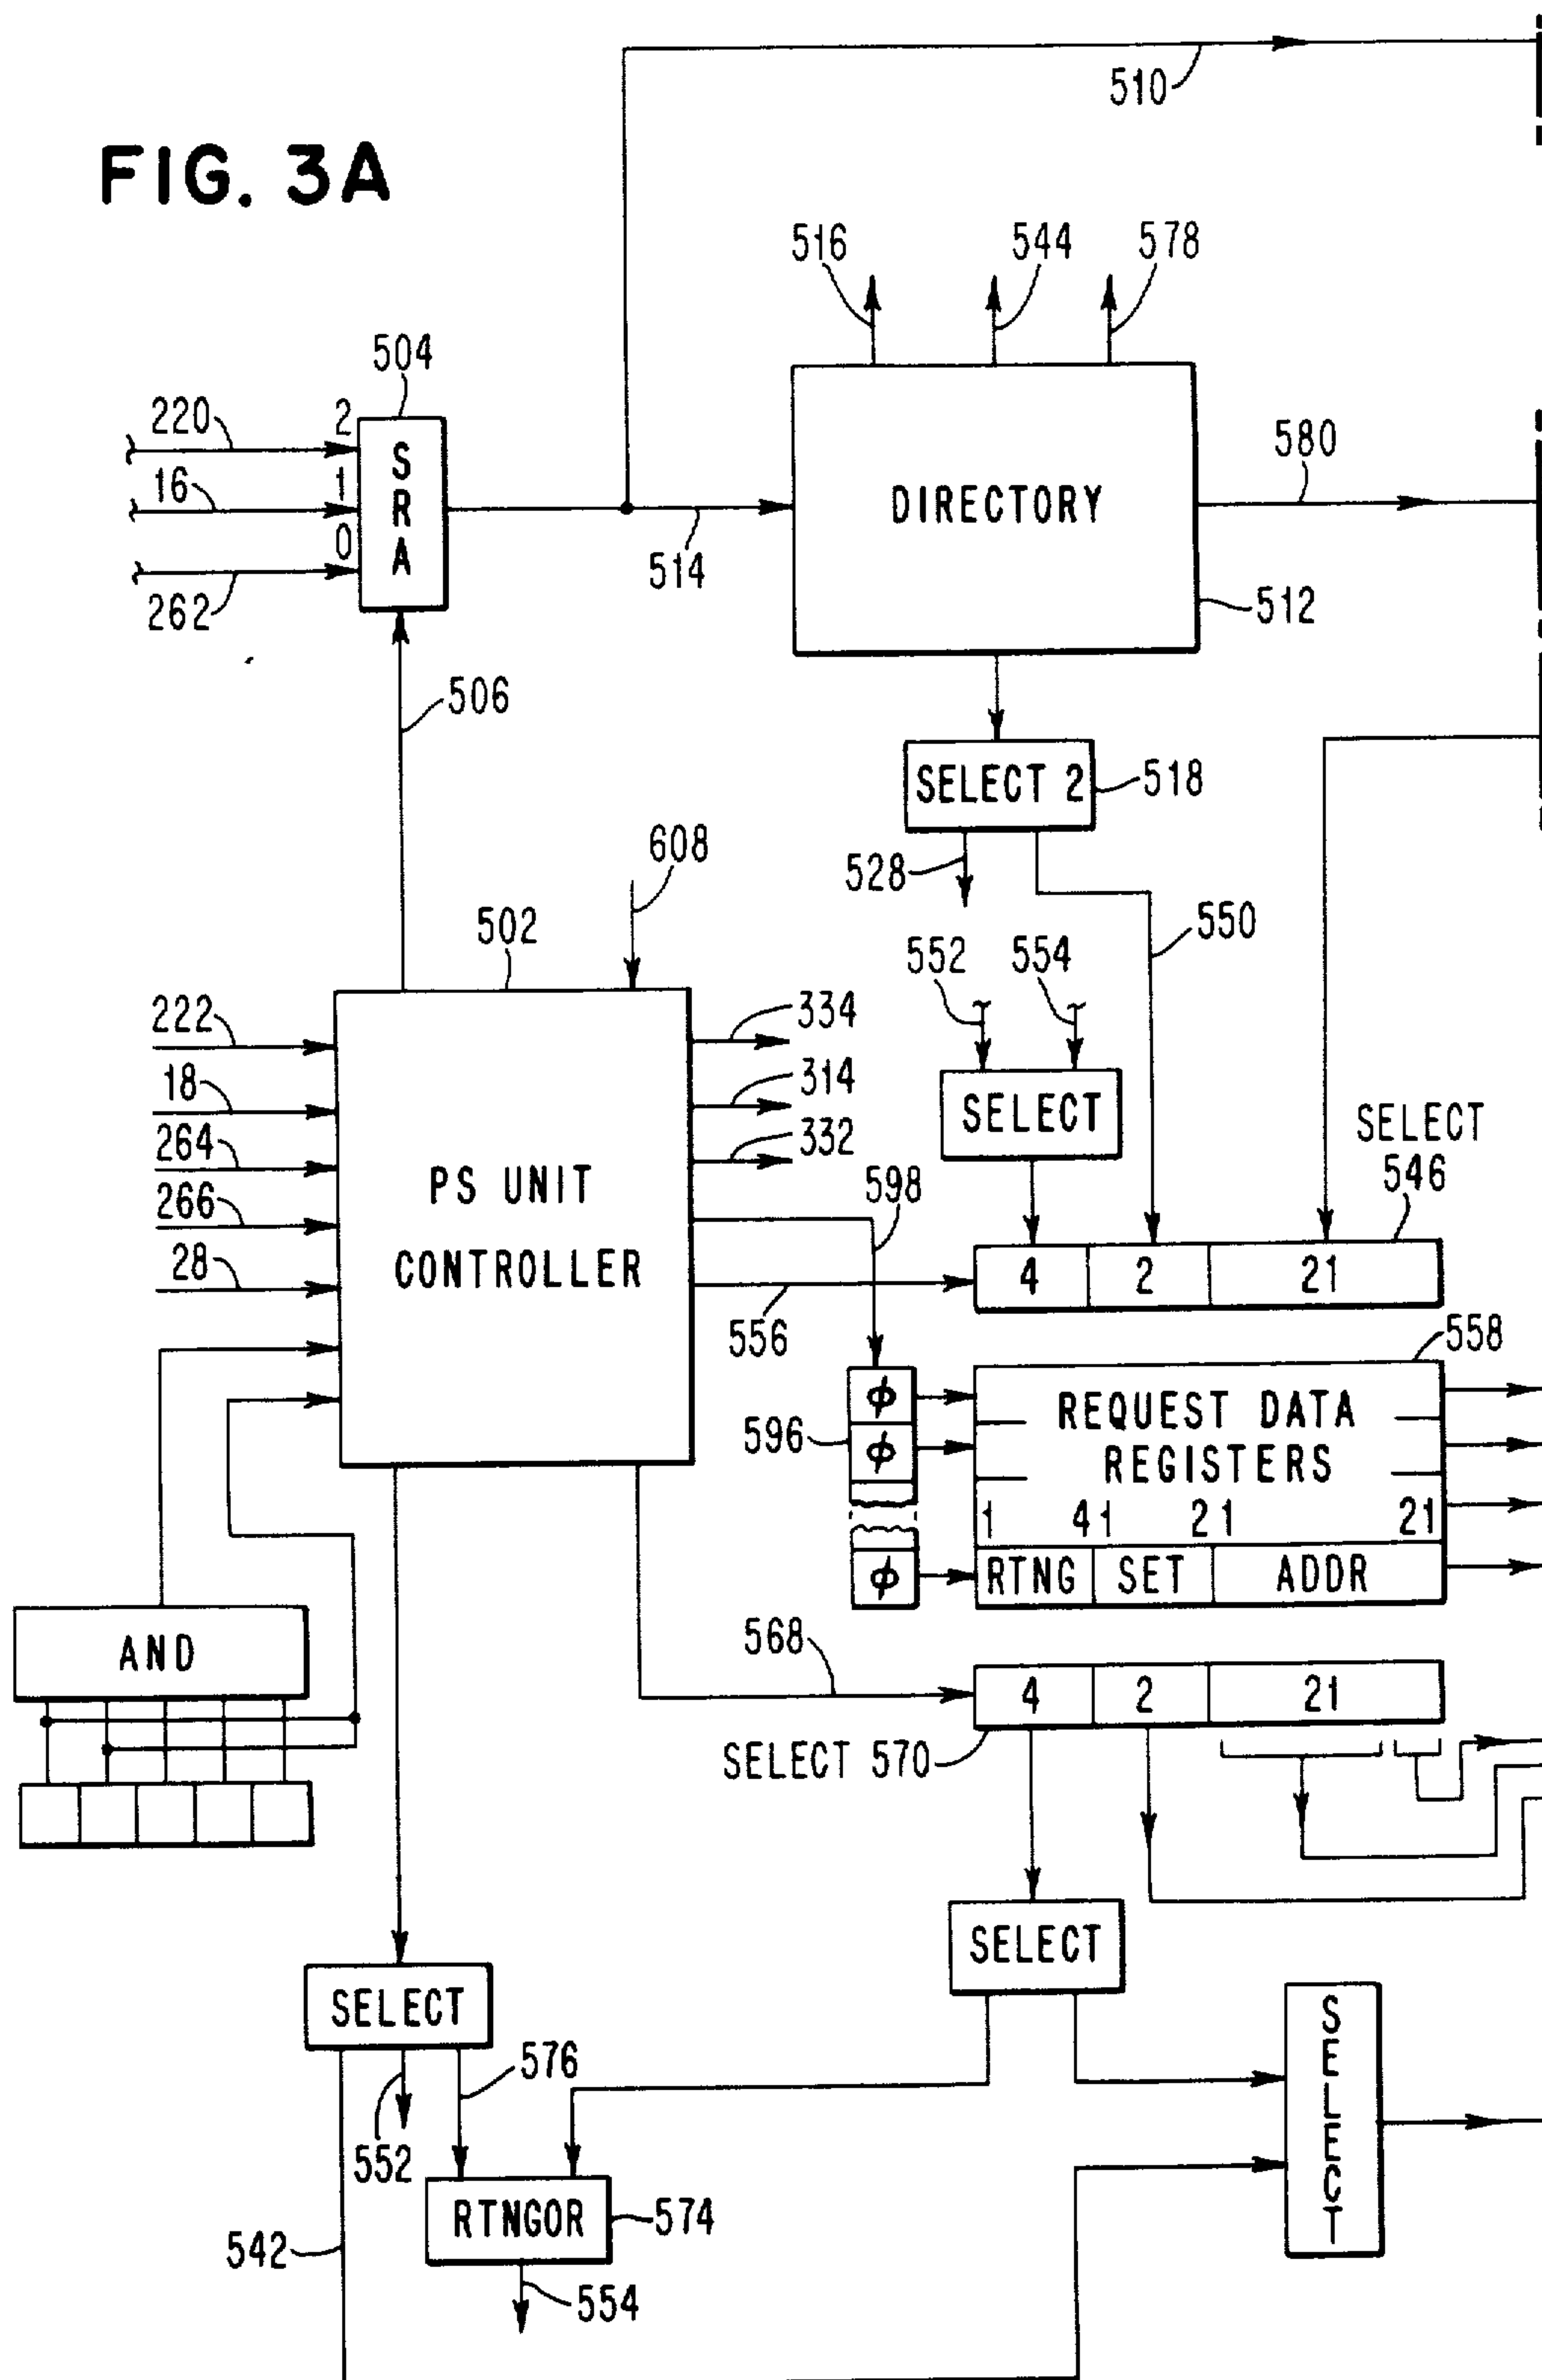 FIG. 3A
510
516
544
578
504
220
2
16
1
0
262
SRA
514
DIRECTORY
580
512
506
SELECT 2
518
528
608
550
502
552
554
222
18
264
266
28
PS UNIT
CONTROLLER
334
314
332
SELECT
SELECT
546
598
4
2
21
556
558
596
ϕ
ϕ
ϕ
REQUEST DATA
REGISTERS
1
4
1
2
1
21
RTNG
SET
ADDR
AND
568
4
2
21
SELECT 570
SELECT
SELECT
576
552
SELECT
RTNGOR
574
542
554